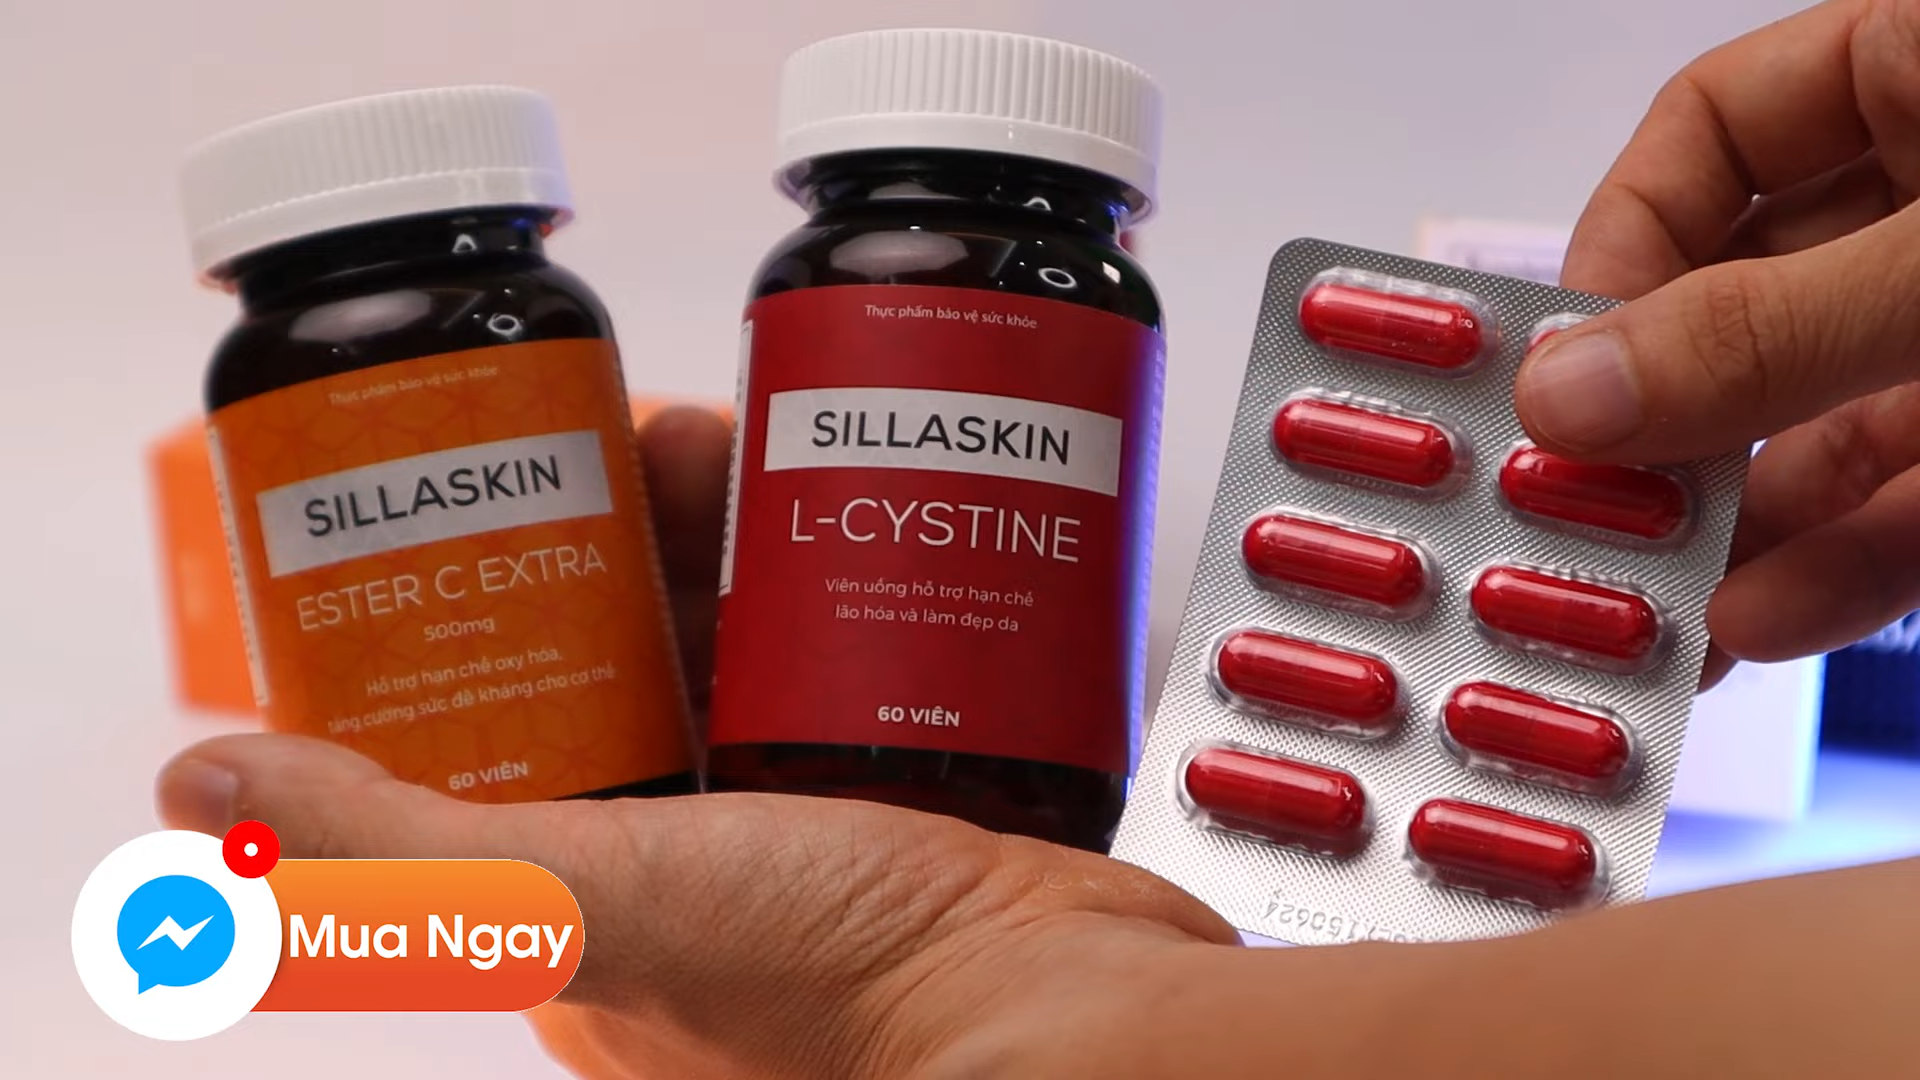 Thực phẩm bảo vệ sức khỏe
SILLASKIN
ESTER C EXTRA
500mg
Hỗ trợ hạn chế oxy hóa,
tăng cường sức đề kháng cho cơ thể
60 VIÊN
Thực phẩm bảo vệ sức khỏe
SILLASKIN
L-CYSTINE
Viên uống hỗ trợ hạn chế
lão hóa và làm đẹp da
60 VIÊN
Mua Ngay